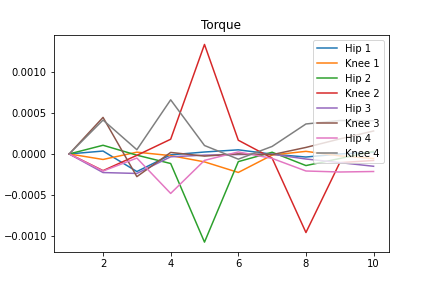 Torque
0.0010
0.0005
0.0000
−0.0005
−0.0010
2
4
6
8
10
Hip 1
Knee 1
Hip 2
Knee 2
Hip 3
Knee 3
Hip 4
Knee 4